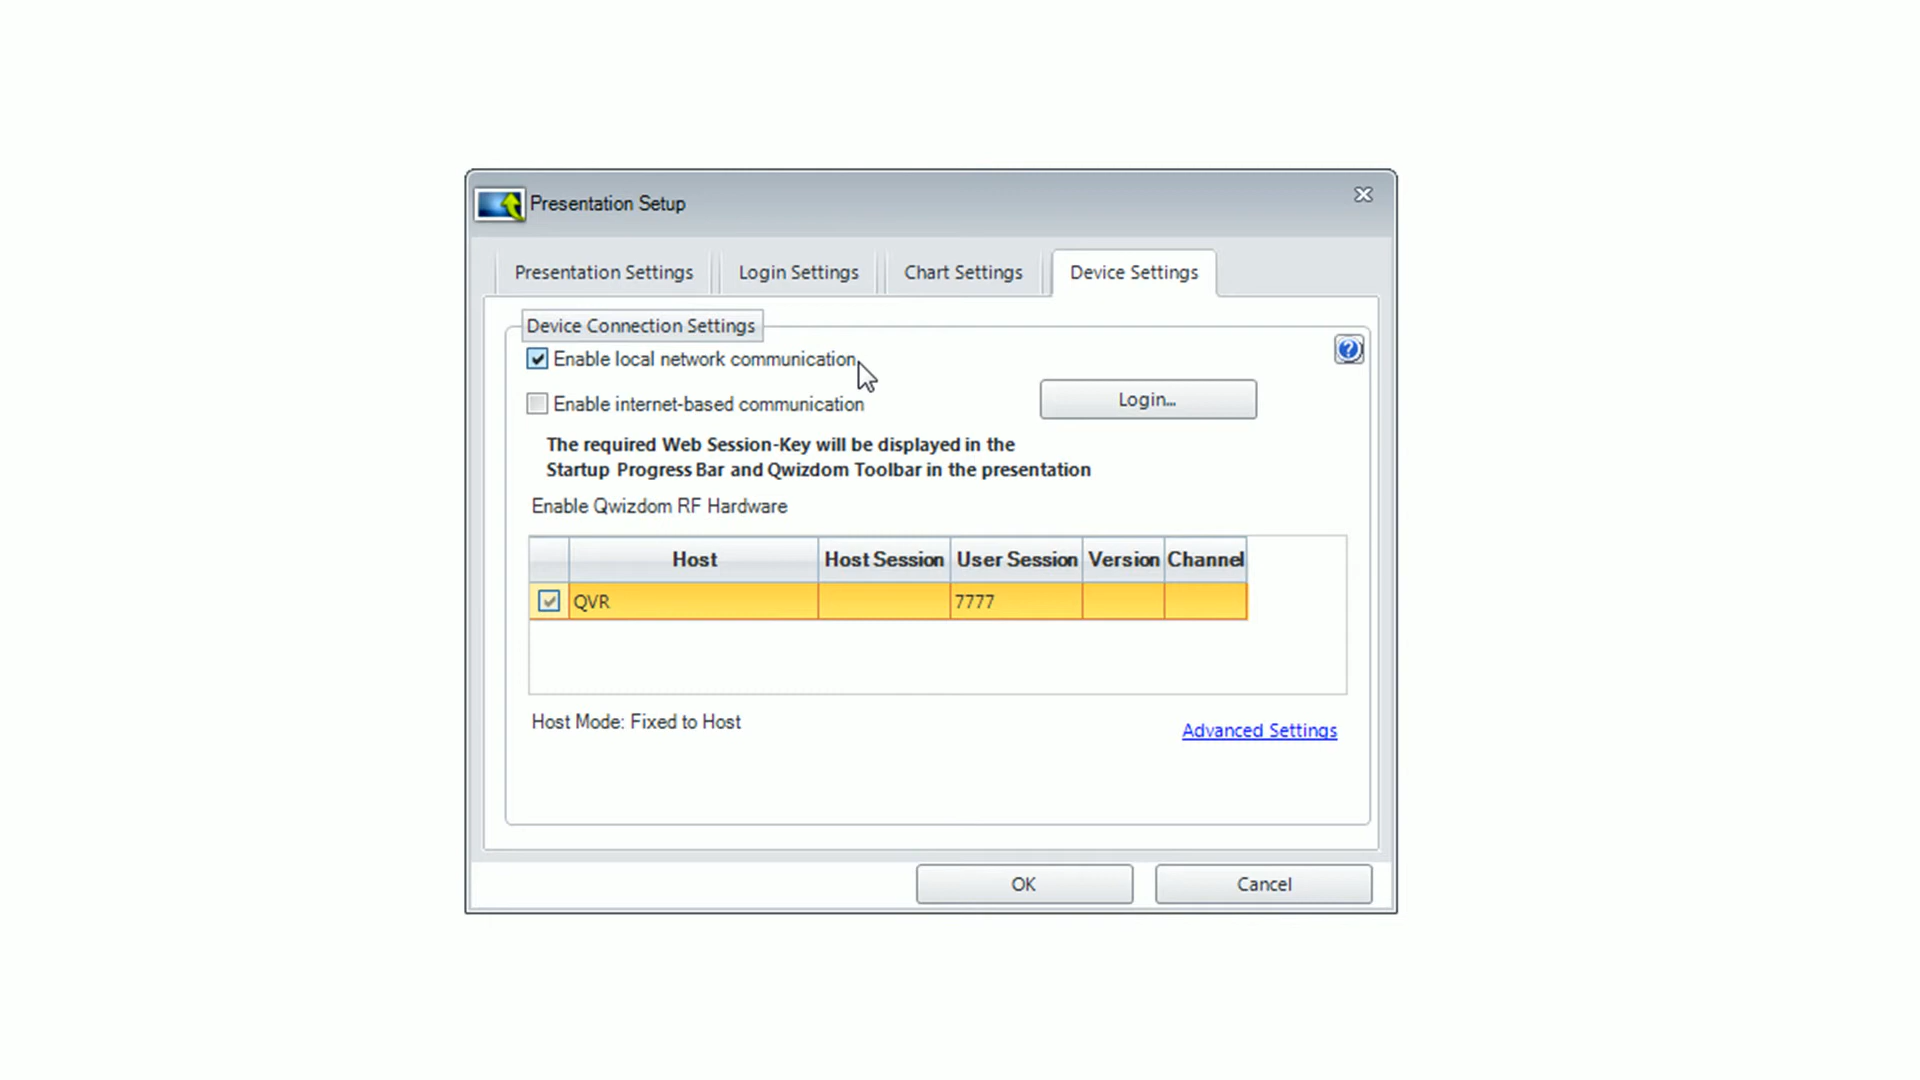 Presentation Setup
Presentation Settings
Login Settings
Chart Settings
Device Settings
Device Connection Settings
Enable local network communication
Enable internet-based communication
Login...
The required Web Session-Key will be displayed in the
Startup Progress Bar and Qwizdom Toolbar in the presentation
Enable Qwizdom RF Hardware
Host Host Session User Session Version Channel
QVR 7777
Host Mode: Fixed to Host
Advanced Settings
OK
Cancel